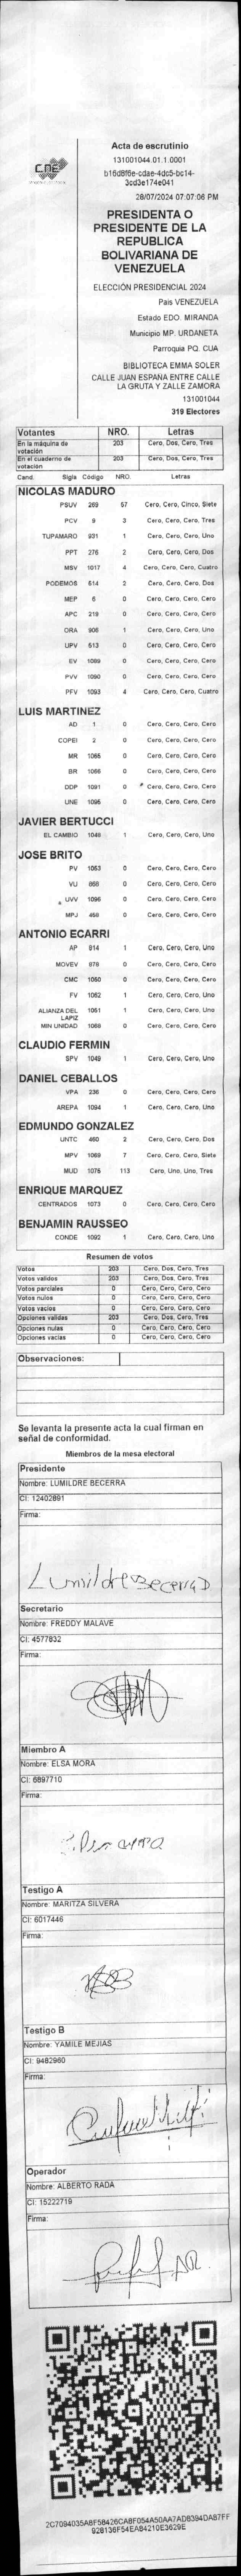 Acta de escrutinio
131001044.01.1.0001
b16d8f6e-cdae-4dc5-bc14-
3cd3e174e041
28/07/2024 07:07:06 PM
CNE
PRESIDENTA O
PRESIDENTE DE LA
REPUBLICA
BOLIVARIANA DE
VENEZUELA
ELECCIÓN PRESIDENCIAL 2024
Pais VENEZUELA
Estado EDO. MIRANDA
Municipio MP. URDANETA
Parroquia PQ. CUA
BIBLIOTECA EMMA SOLER
CALLE JUAN ESPAÑA ENTRE CALLE
LA GRUTA Y ZALLE ZAMORA
131001044
319 Electores
Votantes NRO. Letras
En la máquina de votación 203 Cero, Dos, Cero, Tres
En el cuaderno de votación 203 Cero, Dos, Cero, Tres
Cand. Sigla Código NRO. Letras
NICOLAS MADURO
PSUV 269 57 Cero, Cero, Cinco, Siete
PCV 9 3 Cero, Cero, Cero, Tres
TUPAMARO 931 1 Cero, Cero, Cero, Uno
PPT 276 2 Cero, Cero, Cero, Dos
MSV 1017 4 Cero, Cero, Cero, Cuatro
PODEMOS 514 2 Cero, Cero, Cero, Dos
MEP 6 0 Cero, Cero, Cero, Cero
APC 219 0 Cero, Cero, Cero, Cero
ORA 906 1 Cero, Cero, Cero, Uno
UPV 513 0 Cero, Cero, Cero, Cero
EV 1089 0 Cero, Cero, Cero, Cero
PVV 1090 0 Cero, Cero, Cero, Cero
PFV 1093 4 Cero, Cero, Cero, Cuatro
LUIS MARTINEZ
AD 1 0 Cero, Cero, Cero, Cero
COPEI 2 0 Cero, Cero, Cero, Cero
MR 1065 0 Cero, Cero, Cero, Cero
BR 1066 0 Cero, Cero, Cero, Cero
DDP 1091 0 Cero, Cero, Cero, Cero
UNE 1095 0 Cero, Cero, Cero, Cero
JAVIER BERTUCCI
EL CAMBIO 1048 1 Cero, Cero, Cero, Uno
JOSE BRITO
PV 1053 0 Cero, Cero, Cero, Cero
VU 868 0 Cero, Cero, Cero, Cero
UVV 1096 0 Cero, Cero, Cero, Cero
MPJ 458 0 Cero, Cero, Cero, Cero
ANTONIO ECARRI
AP 914 1 Cero, Cero, Cero, Uno
MOVEV 978 0 Cero, Cero, Cero, Cero
CMC 1050 0 Cero, Cero, Cero, Cero
FV 1062 1 Cero, Cero, Cero, Uno
ALIANZA DEL LAPIZ 1051 1 Cero, Cero, Cero, Uno
MIN UNIDAD 1068 0 Cero, Cero, Cero, Cero
CLAUDIO FERMIN
SPV 1049 1 Cero, Cero, Cero, Uno
DANIEL CEBALLOS
VPA 236 0 Cero, Cero, Cero, Cero
AREPA 1094 1 Cero, Cero, Cero, Uno
EDMUNDO GONZALEZ
UNTC 460 2 Cero, Cero, Cero, Dos
MPV 1069 7 Cero, Cero, Cero, Siete
MUD 1075 113 Cero, Uno, Uno, Tres
ENRIQUE MARQUEZ
CENTRADOS 1073 0 Cero, Cero, Cero, Cero
BENJAMIN RAUSSEO
CONDE 1092 1 Cero, Cero, Cero, Uno
Resumen de votos
Votos 203 Cero, Dos, Cero, Tres
Votos validos 203 Cero, Dos, Cero, Tres
Votos parciales 0 Cero, Cero, Cero, Cero
Votos nulos 0 Cero, Cero, Cero, Cero
Votos vacios 0 Cero, Cero, Cero, Cero
Opciones validas 203 Cero, Dos, Cero, Tres
Opciones nulas 0 Cero, Cero, Cero, Cero
Opciones vacias 0 Cero, Cero, Cero, Cero
Observaciones:
Se levanta la presente acta la cual firman en
señal de conformidad.
Miembros de la mesa electoral
Presidente
Nombre: LUMILDRE BECERRA
CI: 12402891
Firma:
Lumildre Becerra D
Secretario
Nombre: FREDDY MALAVE
CI: 4577832
Firma:
Miembro A
Nombre: ELSA MORA
CI: 6897710
Firma:
Testigo A
Nombre: MARITZA SILVERA
CI: 6017446
Firma:
Testigo B
Nombre: YAMILE MEJIAS
CI: 9482960
Firma:
Operador
Nombre: ALBERTO RADA
CI: 15222719
Firma:
2C7094035A8F58426CABF054A50AA7AD8394DAB7FF
928136F54EAB4210E3629E